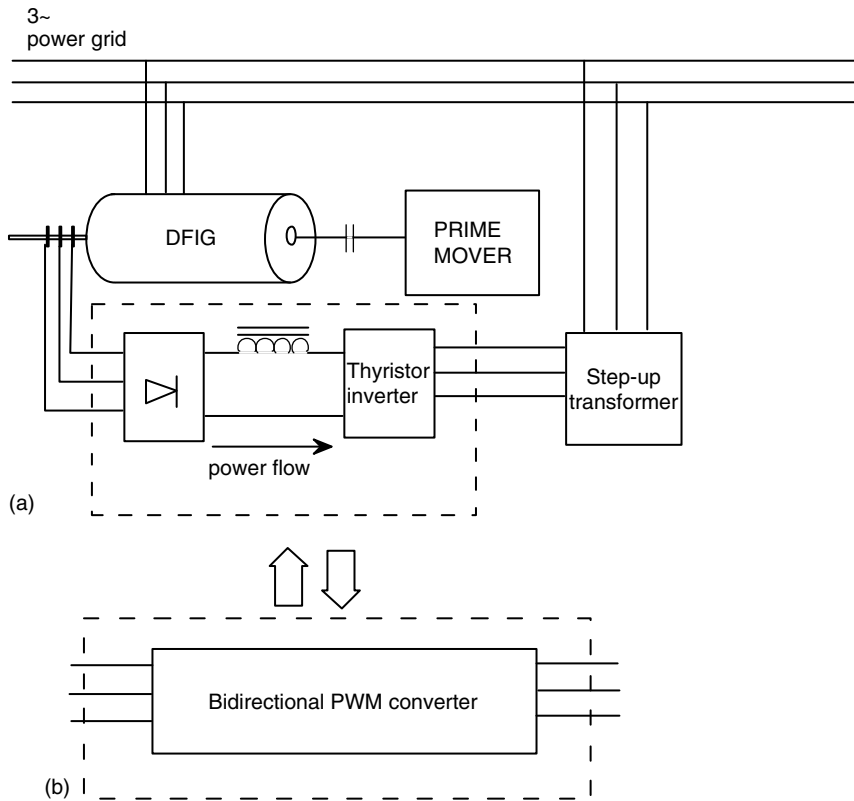 3~
power grid
DFIG
PRIME
MOVER
Thyristor
inverter
Step-up
transformer
power flow
(a)
Bidirectional PWM converter
(b)